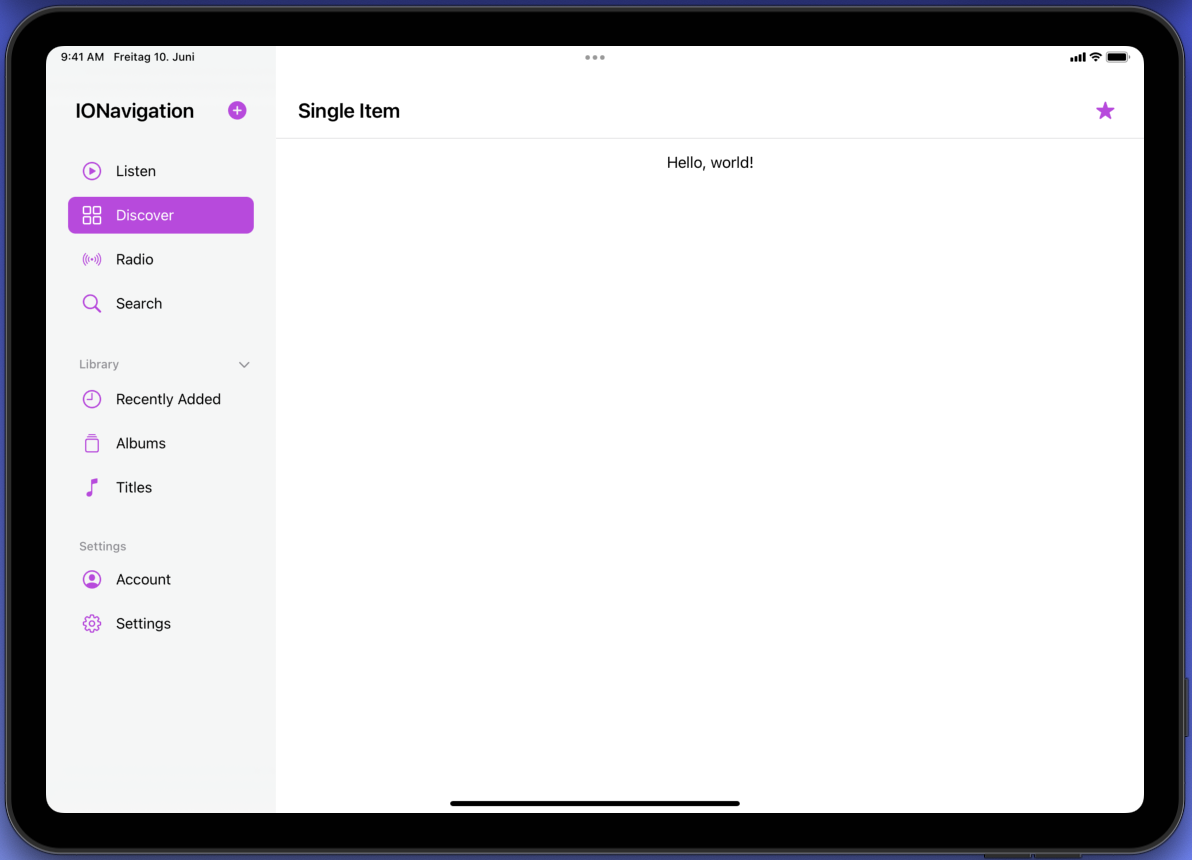 9:41 AM Freitag 10. Juni
IONavigation
Listen
Discover
Radio
Search
Library
Recently Added
Albums
Titles
Settings
Account
Settings
Single Item
Hello, world!